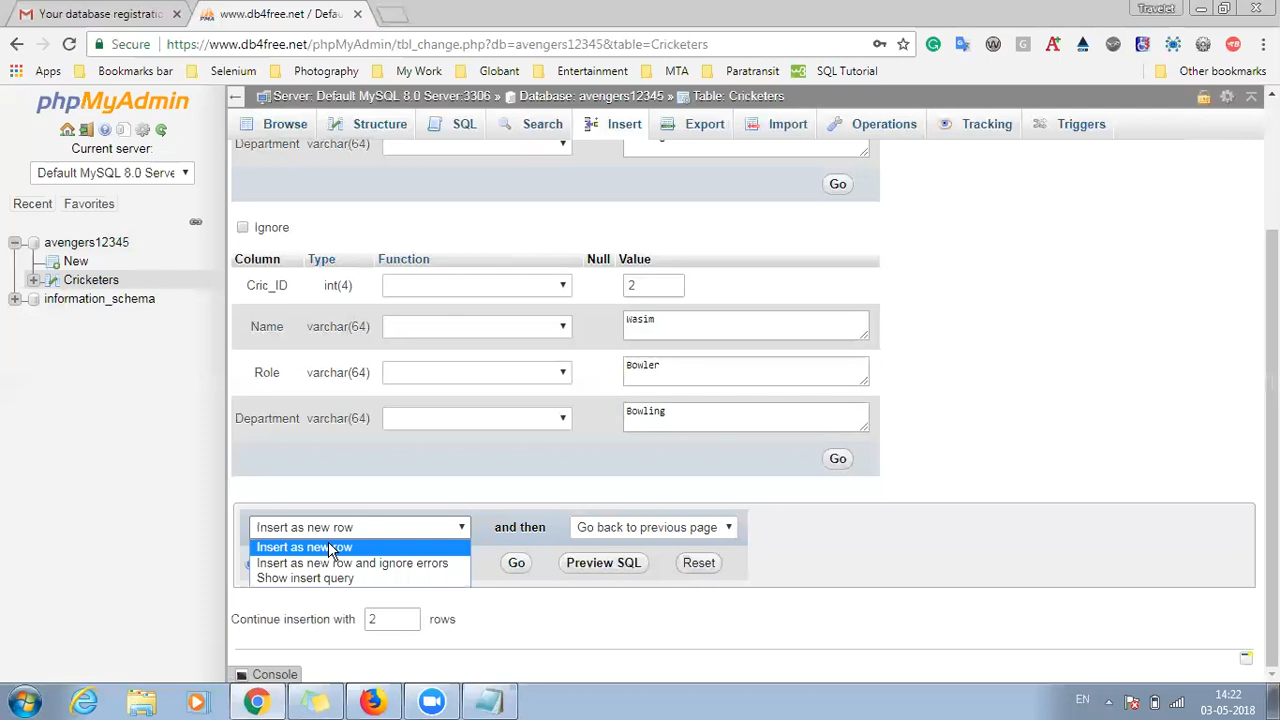 Your database registrati
www.db4free.net / Defau
Travelet
Secure
https://www.db4free.net/phpMyAdmin/tbl_change.php?db=avengers12345&table=Cricketers
Apps
Bookmarks bar
Selenium
Photography
My Work
Globant
Entertainment
MTA
Paratransit
SQL Tutorial
Other bookmarks
phpMyAdmin
Current server:
Default MySQL 8.0 Serve
Recent
Favorites
avengers12345
New
Cricketers
information_schema
Server: Default MySQL 8.0 Server:3306 » Database: avengers12345 » Table: Cricketers
Browse
Structure
SQL
Search
Insert
Export
Import
Operations
Tracking
Triggers
Department varchar(64)
Go
Ignore
Column Type Function Null Value
Cric_ID int(4) 2
Name varchar(64) Wasim
Role varchar(64) Bowler
Department varchar(64) Bowling
Go
Insert as new row and then Go back to previous page
Insert as new row
Insert as new row and ignore errors
Show insert query
Go Preview SQL Reset
Continue insertion with 2 rows
Console
EN
14:22
03-05-2018